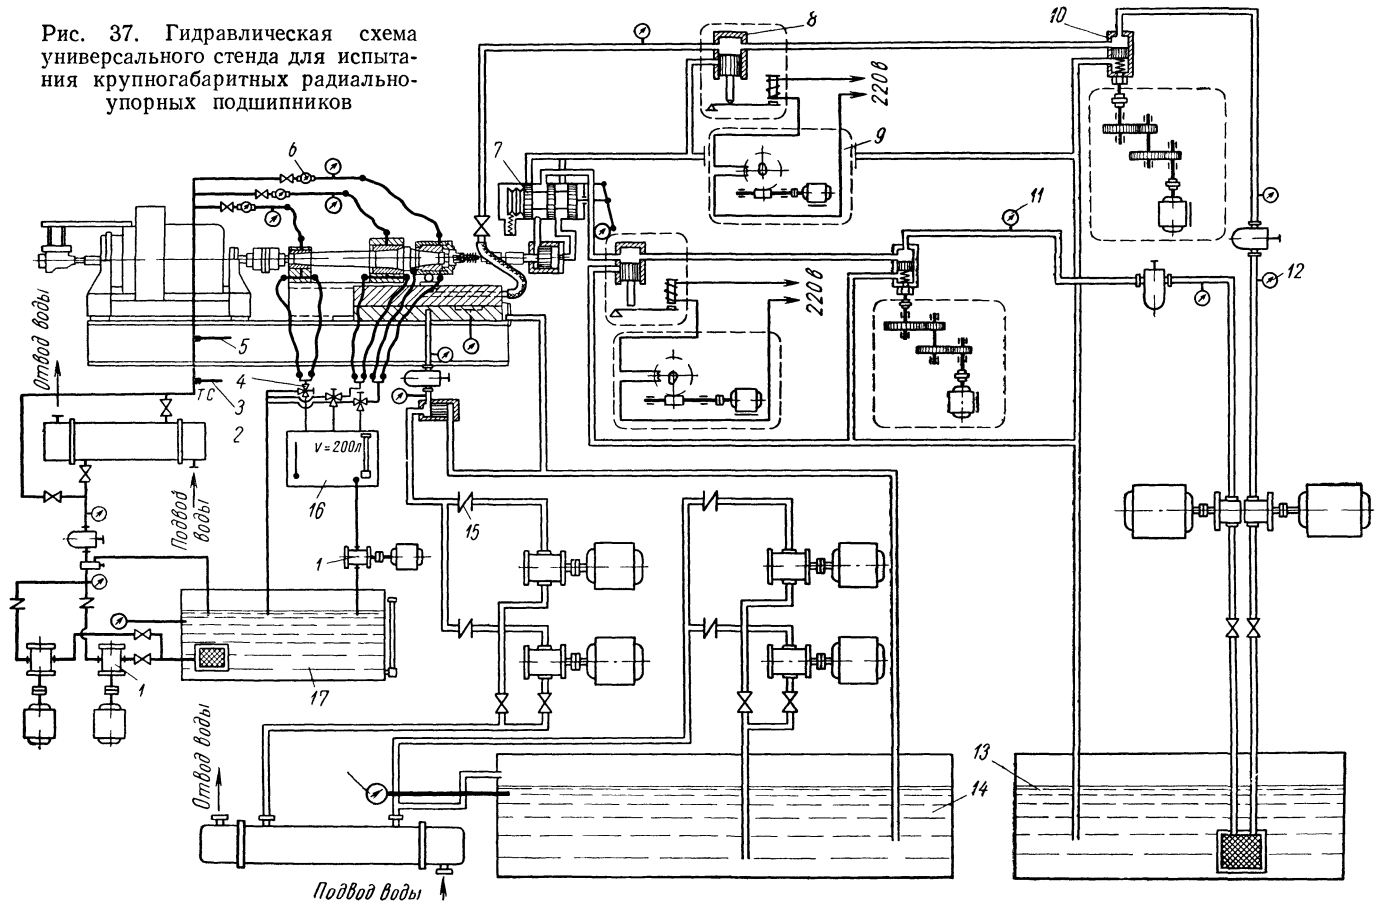 Рис. 37. Гидравлическая схема
универсального стенда для испыта-
ния крупногабаритных радиально-
упорных подшипников
8
10
220В
6
7
9
11
220В
12
5
Отвод воды
4
ТС
3
2
V=200л
16
15
Подвод воды
1
1
17
13
14
Отвод воды
Подвод воды